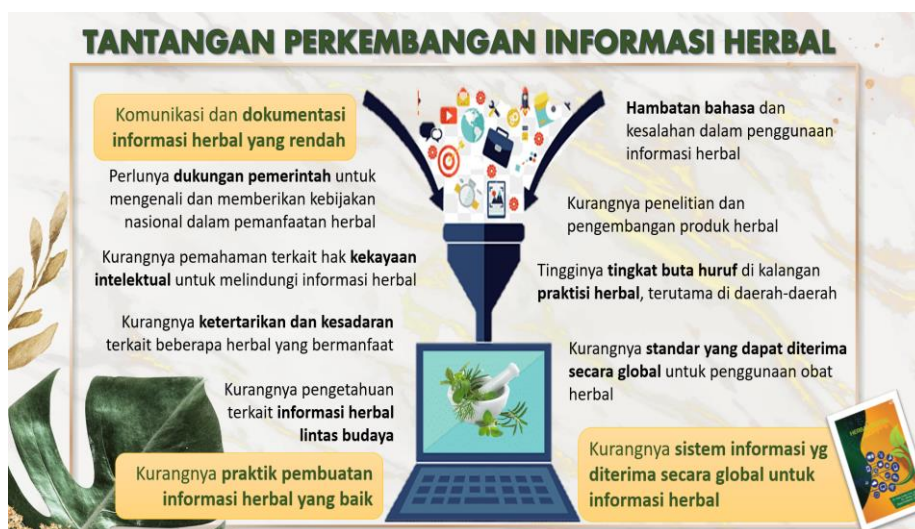 TANTANGAN PERKEMBANGAN INFORMASI HERBAL
Komunikasi dan dokumentasi
informasi herbal yang rendah
Perlunya dukungan pemerintah untuk
mengenali dan memberikan kebijakan
nasional dalam pemanfaatan herbal
Kurangnya pemahaman terkait hak kekayaan
intelektual untuk melindungi informasi herbal
Kurangnya ketertarikan dan kesadaran
terkait beberapa herbal yang bermanfaat
Kurangnya pengetahuan
terkait informasi herbal
lintas budaya
Kurangnya praktik pembuatan
informasi herbal yang baik
Hambatan bahasa dan
kesalahan dalam penggunaan
informasi herbal
Kurangnya penelitian dan
pengembangan produk herbal
Tingginya tingkat buta huruf di kalangan
praktisi herbal, terutama di daerah-daerah
Kurangnya standar yang dapat diterima
secara global untuk penggunaan obat
herbal
Kurangnya sistem informasi yg
diterima secara global untuk
informasi herbal